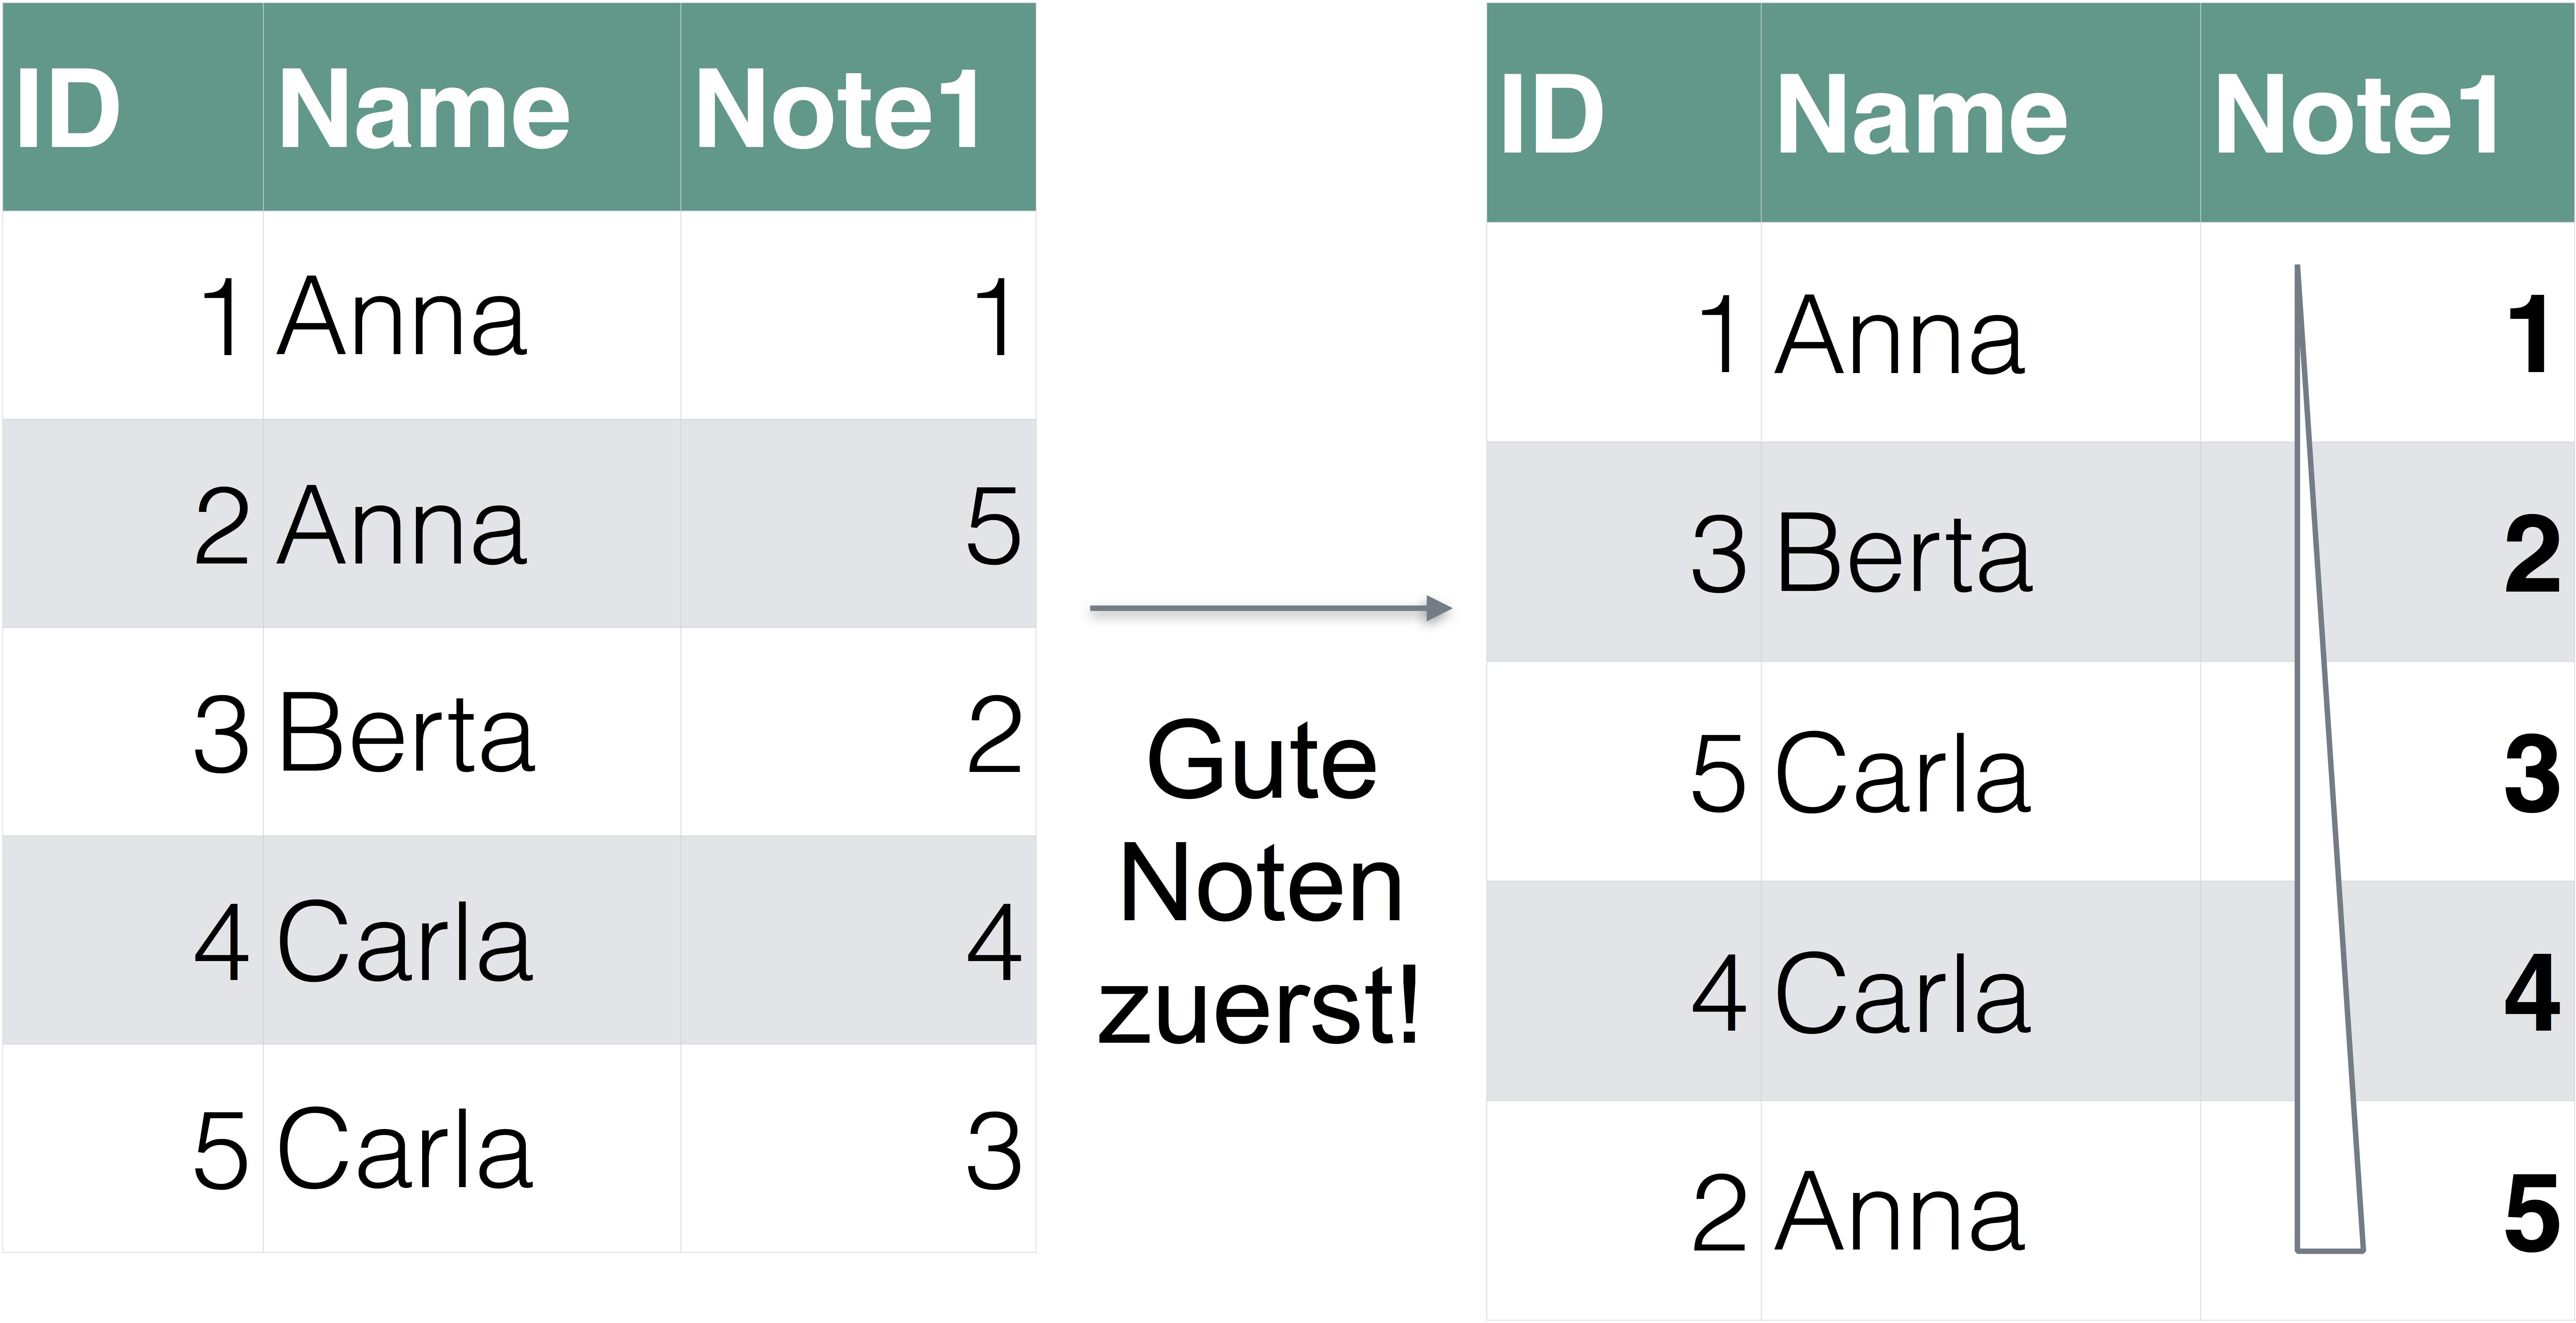 ID Name Note1
1 Anna 1
2 Anna 5
3 Berta 2
4 Carla 4
5 Carla 3
Gute
Noten
zuerst!
ID Name Note1
1 Anna 1
3 Berta 2
5 Carla 3
4 Carla 4
2 Anna 5